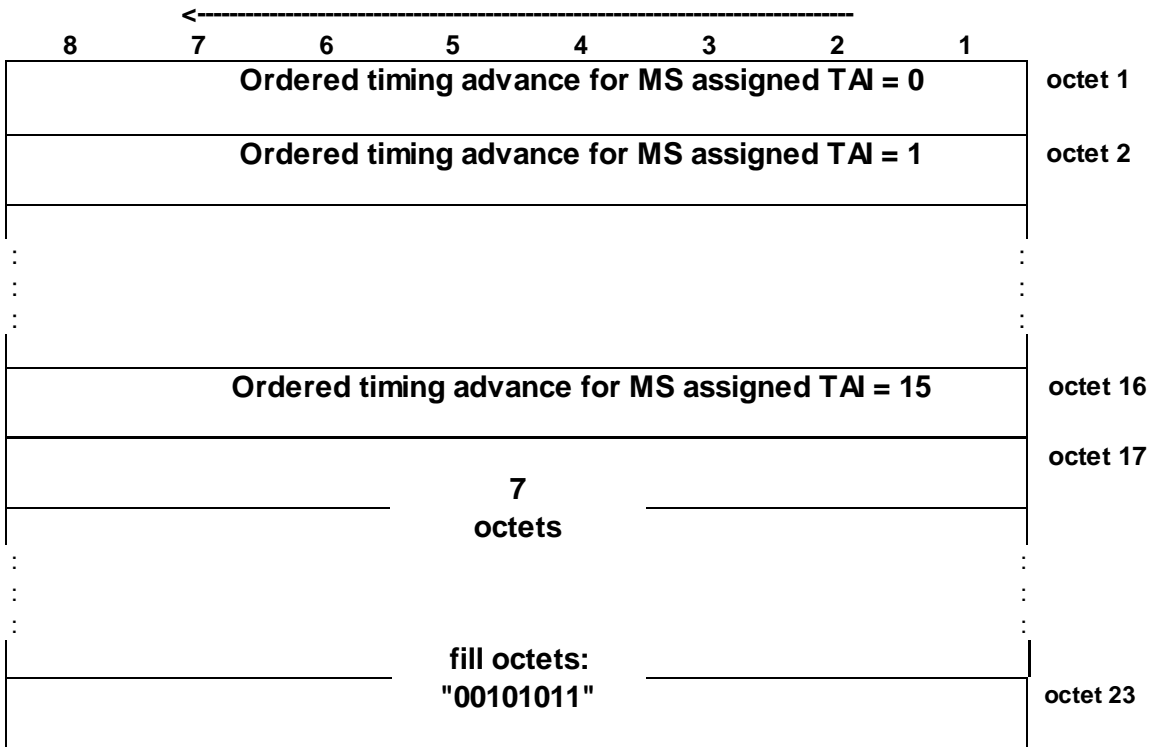 8 7 6 5 4 3 2 1
Ordered timing advance for MS assigned TAI = 0 octet 1
Ordered timing advance for MS assigned TAI = 1 octet 2
: :
: :
: :
Ordered timing advance for MS assigned TAI = 15 octet 16
octet 17
7
octets
: :
: :
: :
fill octets:
"00101011" octet 23